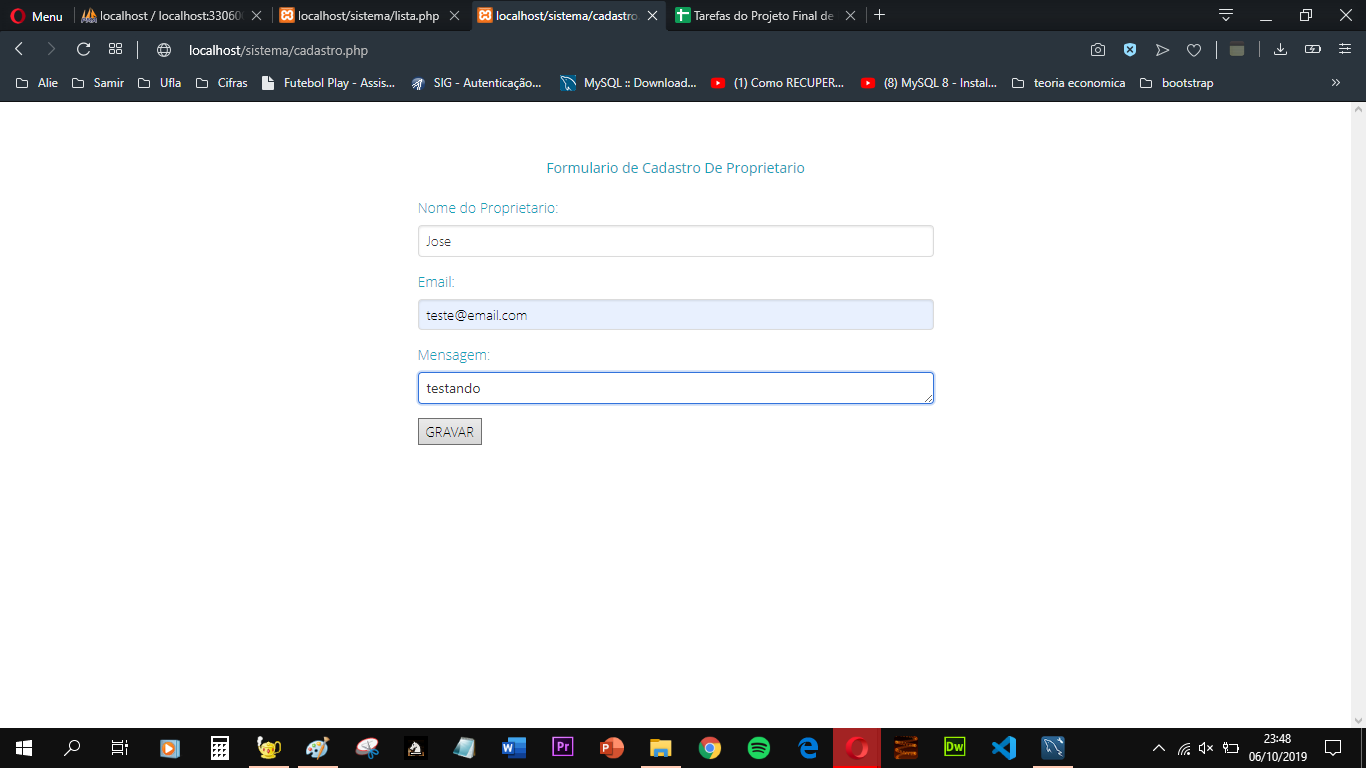 Menu
localhost / localhost:33060
localhost/sistema/lista.php
localhost/sistema/cadastro.
Tarefas do Projeto Final de
localhost/sistema/cadastro.php
Alie
Samir
Ufla
Cifras
Futebol Play - Assis...
SIG - Autenticação...
MySQL :: Download...
(1) Como RECUPER...
(8) MySQL 8 - Instal...
teoria economica
bootstrap
Formulario de Cadastro De Proprietario
Nome do Proprietario:
Jose
Email:
teste@email.com
Mensagem:
testando
GRAVAR
Pr
Dw
23:48
06/10/2019